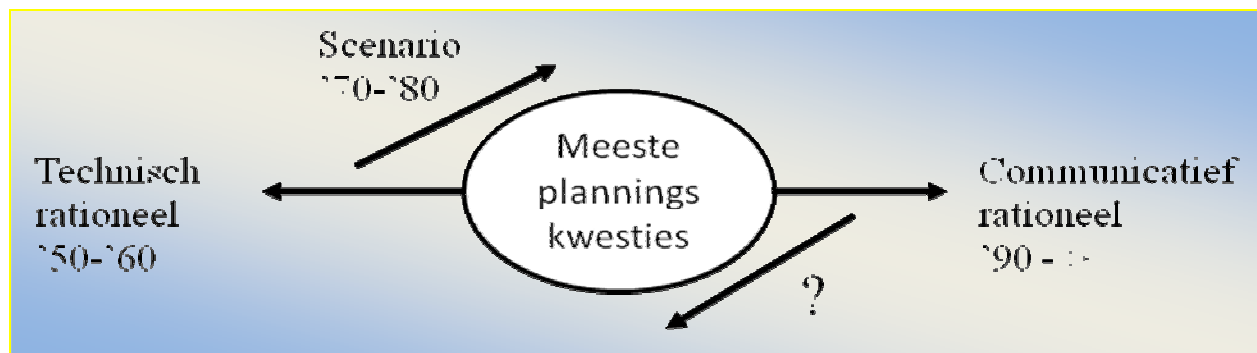 Scenario
`70-`80
Technisch
rationeel
`50-`60
Meeste
plannings
kwesties
Communicatief
rationeel
`90 -
?